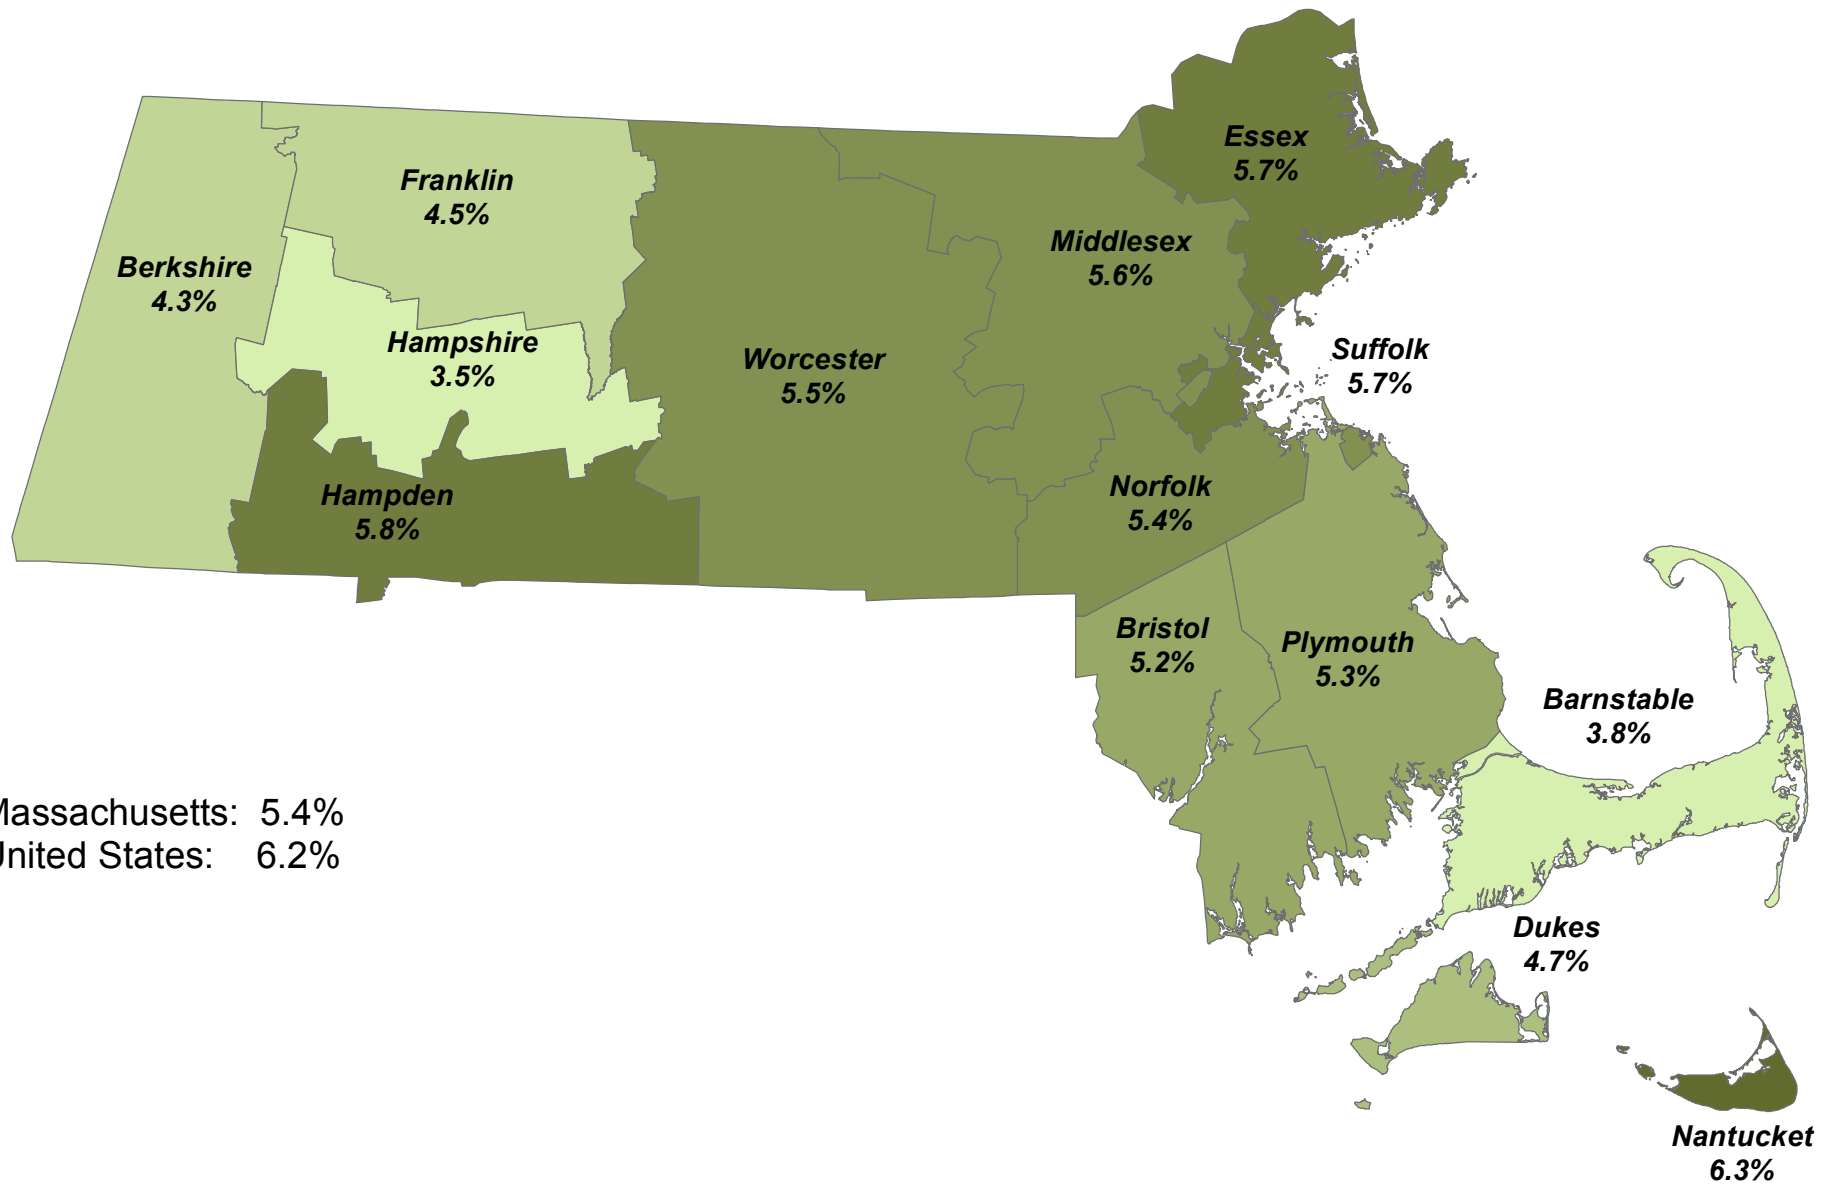 Essex
5.7%
Franklin
4.5%
Middlesex
5.6%
Berkshire
4.3%
Hampshire
3.5%
Worcester
5.5%
Suffolk
5.7%
Hampden
5.8%
Norfolk
5.4%
Bristol
5.2%
Plymouth
5.3%
Barnstable
3.8%
Massachusetts: 5.4%
United States: 6.2%
Dukes
4.7%
Nantucket
6.3%